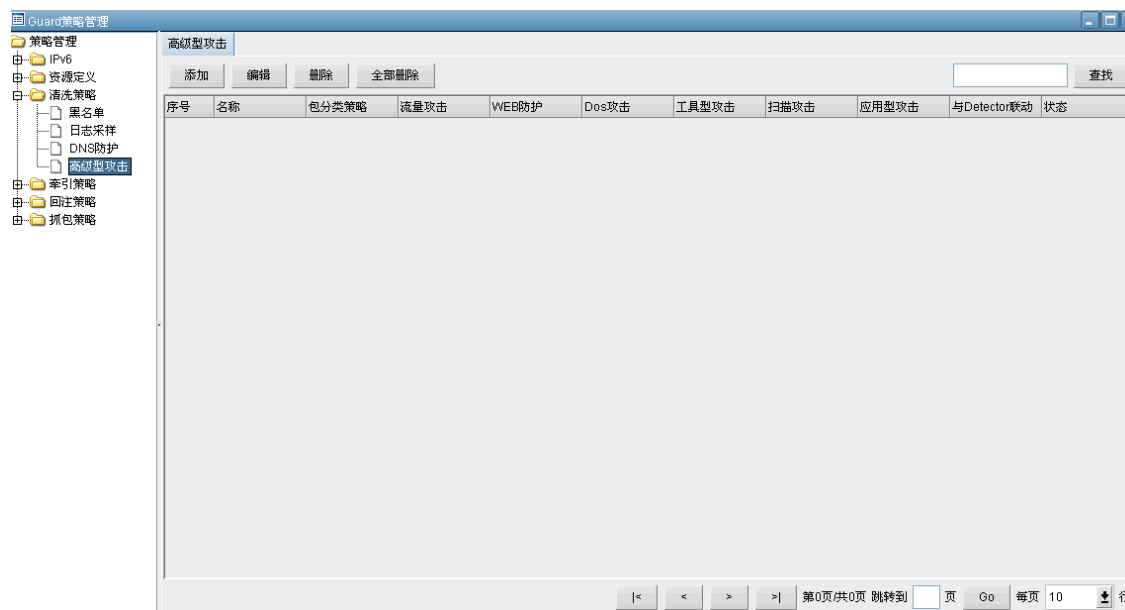 Guard策略管理
策略管理
IPv6
资源定义
清洗策略
黑名单
日志采样
DNS防护
高级型攻击
牵引策略
回注策略
抓包策略
高级型攻击
添加 编辑 删除 全部删除 查找
序号 名称 包分类策略 流量攻击 WEB防护 Dos攻击 工具型攻击 扫描攻击 应用型攻击 与Detector联动 状态
|< < > >| 第0页/共0页 跳转到 页 Go 每页 10 行